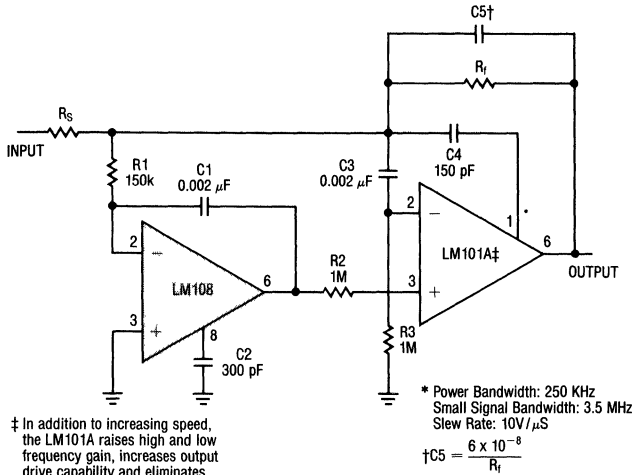 C5†
Rf
RS
INPUT
R1
150k
C1
0.002 µF
C3
0.002 µF
C4
150 pF
2
−
LM108
6
3
+
8
C2
300 pF
R2
1M
2
−
1
LM101A‡
6
OUTPUT
3
+
R3
1M
* Power Bandwidth: 250 KHz
Small Signal Bandwidth: 3.5 MHz
Slew Rate: 10V/µS
†C5 = 6 x 10⁻⁸
Rf
‡ In addition to increasing speed,
the LM101A raises high and low
frequency gain, increases output
drive capability and eliminates